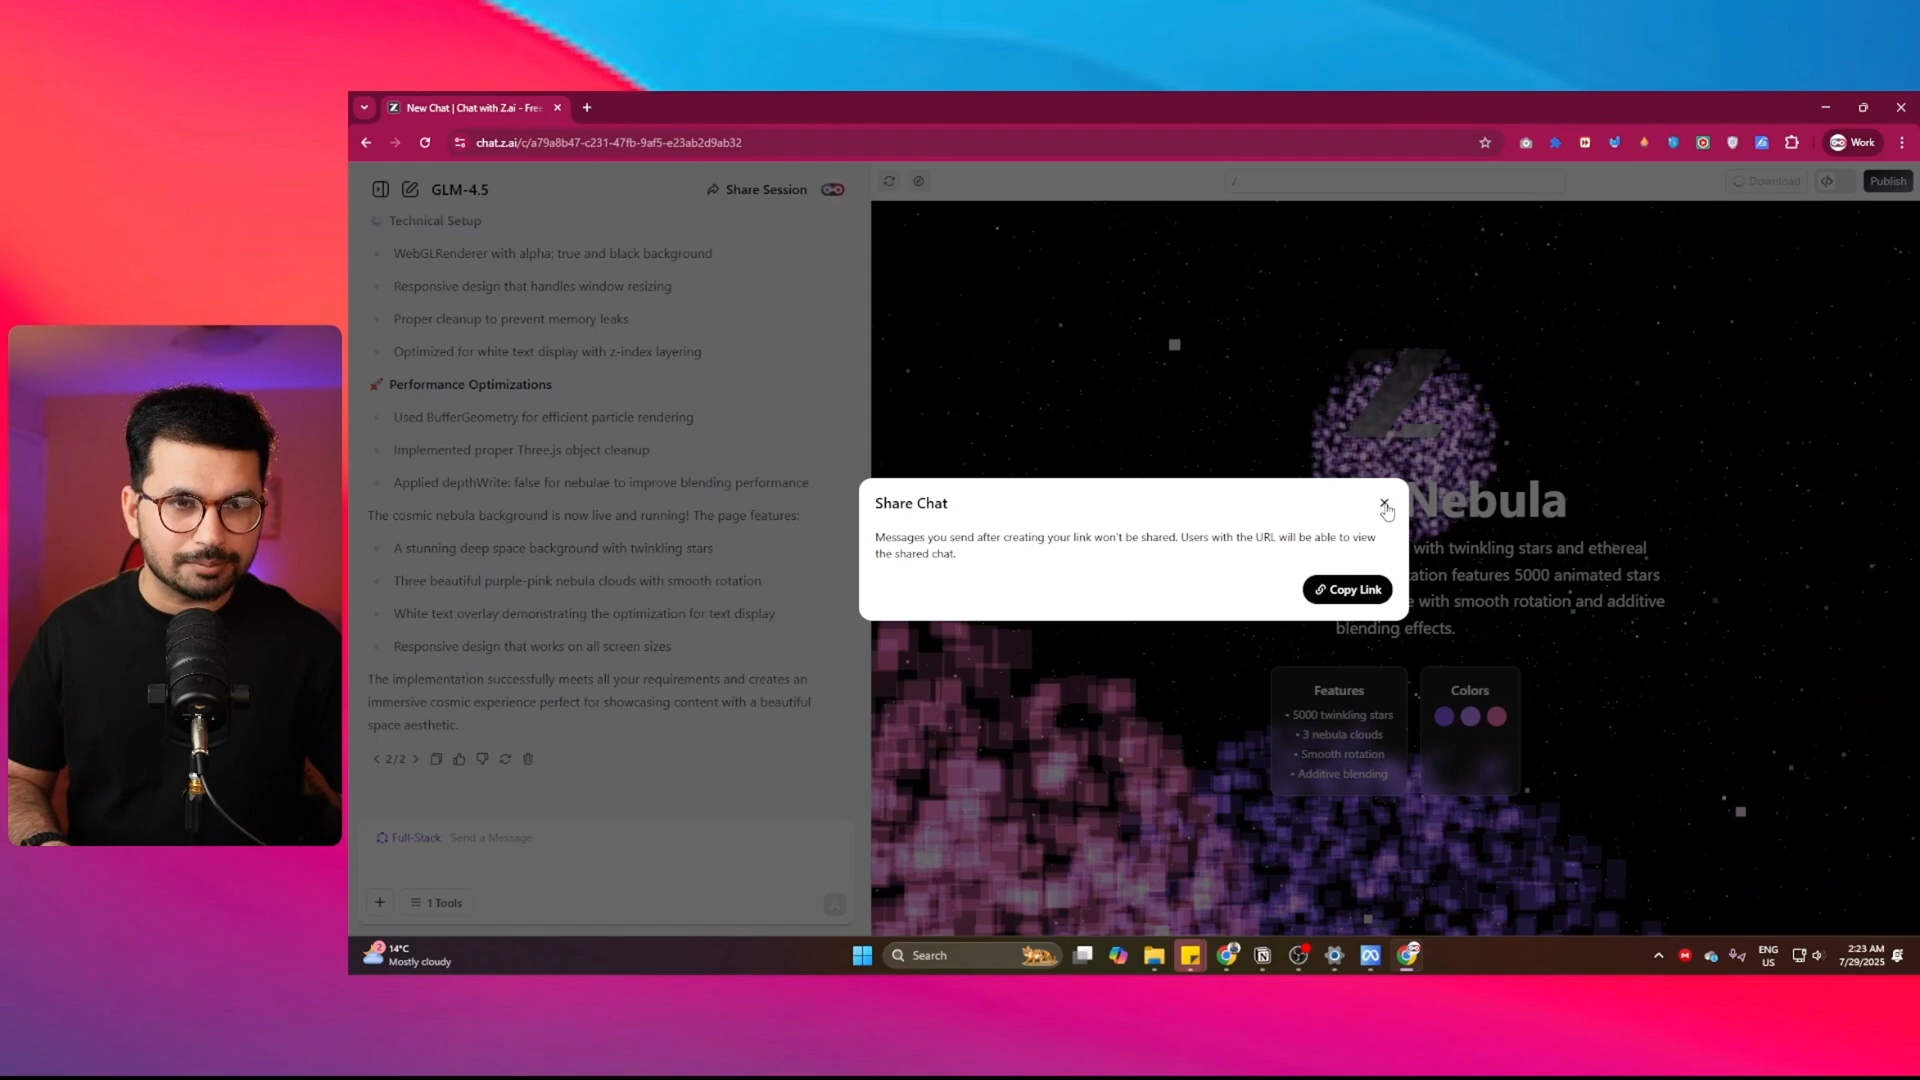 New Chat | Chat with Z.ai - Free
chat.z.ai/c/a79a8b47-c231-47fb-9af5-e23ab2d9ab32
Work
GLM-4.5
Share Session
/
Download
Publish
Technical Setup
WebGLRenderer with alpha: true and black background
Responsive design that handles window resizing
Proper cleanup to prevent memory leaks
Optimized for white text display with z-index layering
Performance Optimizations
Used BufferGeometry for efficient particle rendering
Implemented proper Three.js object cleanup
Applied depthWrite: false for nebulae to improve blending performance
The cosmic nebula background is now live and running! The page features:
A stunning deep space background with twinkling stars
Three beautiful purple-pink nebula clouds with smooth rotation
White text overlay demonstrating the optimization for text display
Responsive design that works on all screen sizes
The implementation successfully meets all your requirements and creates an
immersive cosmic experience perfect for showcasing content with a beautiful
space aesthetic.
2/2
Full-Stack Send a Message
1 Tools
Share Chat
Messages you send after creating your link won't be shared. Users with the URL will be able to view
the shared chat.
Copy Link
Z
Nebula
with twinkling stars and ethereal
ation features 5000 animated stars
e with smooth rotation and additive
blending effects.
Features
• 5000 twinkling stars
• 3 nebula clouds
• Smooth rotation
• Additive blending
Colors
2
14°C
Mostly cloudy
Search
ENG
US
2:23 AM
7/29/2025